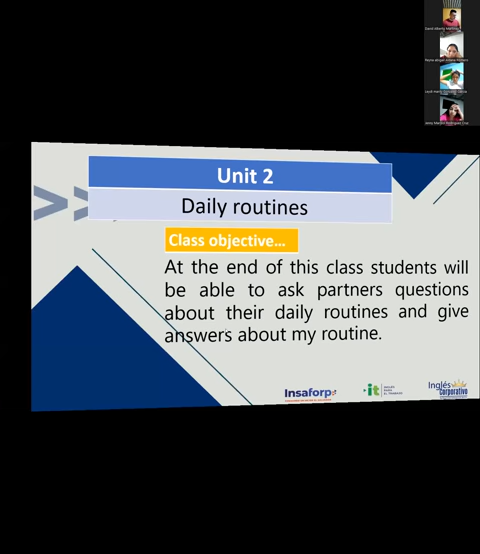 Unit 2
Daily routines
Class objective...
At the end of this class students will
be able to ask partners questions
about their daily routines and give
answers about my routine.
Insaforp
it
Inglés
Corporativo